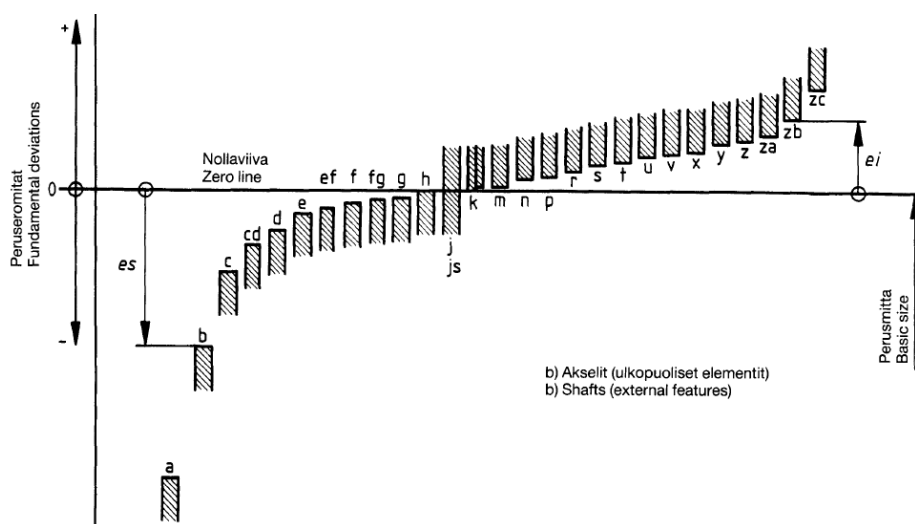 +
Peruseromitat
Fundamental deviations
0
–
Nollaviiva
Zero line
es
a
b
c
cd
d
e
ef
f
fg
g
h
j
js
k
m
n
p
r
s
t
u
v
x
y
z
za
zb
zc
ei
Perusmitta
Basic size
b) Akselit (ulkopuoliset elementit)
b) Shafts (external features)